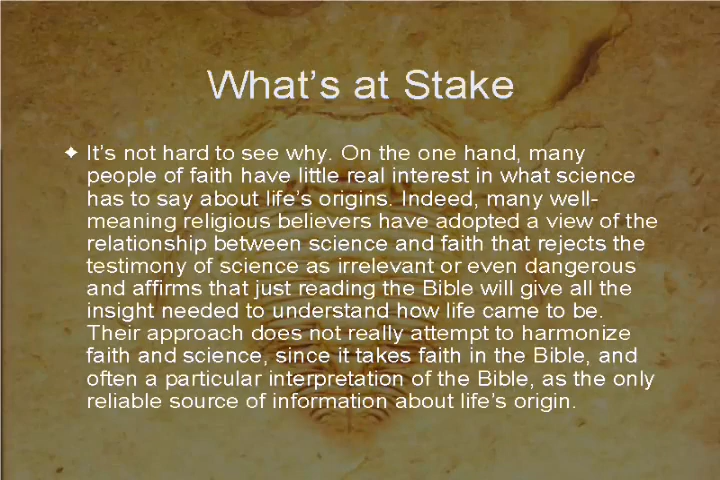 What’s at Stake
✦ It’s not hard to see why. On the one hand, many
people of faith have little real interest in what science
has to say about life’s origins. Indeed, many well-
meaning religious believers have adopted a view of the
relationship between science and faith that rejects the
testimony of science as irrelevant or even dangerous
and affirms that just reading the Bible will give all the
insight needed to understand how life came to be.
Their approach does not really attempt to harmonize
faith and science, since it takes faith in the Bible, and
often a particular interpretation of the Bible, as the only
reliable source of information about life’s origin.